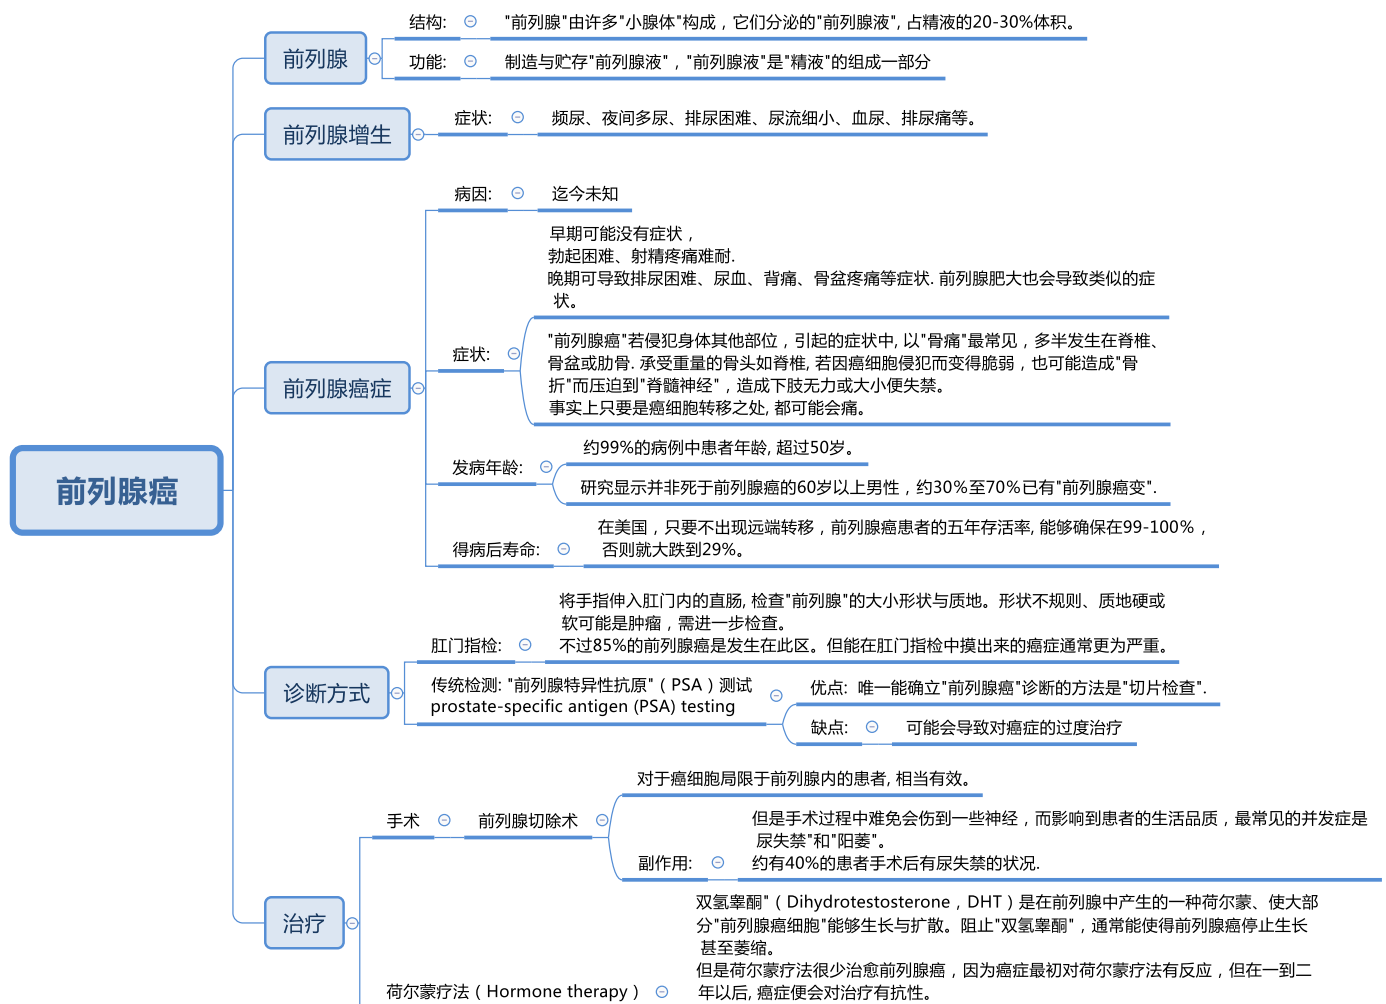 前列腺癌
前列腺
结构:
"前列腺"由许多"小腺体"构成，它们分泌的"前列腺液", 占精液的20-30%体积。
功能:
制造与贮存"前列腺液"，"前列腺液"是"精液"的组成一部分
前列腺增生
症状:
频尿、夜间多尿、排尿困难、尿流细小、血尿、排尿痛等。
前列腺癌症
病因:
迄今未知
症状:
早期可能没有症状，
勃起困难、射精疼痛难耐.
晚期可导致排尿困难、尿血、背痛、骨盆疼痛等症状. 前列腺肥大也会导致类似的症
状。
"前列腺癌"若侵犯身体其他部位，引起的症状中, 以"骨痛"最常见，多半发生在脊椎、
骨盆或肋骨. 承受重量的骨头如脊椎, 若因癌细胞侵犯而变得脆弱，也可能造成"骨
折"而压迫到"脊髓神经"，造成下肢无力或大小便失禁。
事实上只要是癌细胞转移之处, 都可能会痛。
发病年龄:
约99%的病例中患者年龄, 超过50岁。
研究显示并非死于前列腺癌的60岁以上男性，约30%至70%已有"前列腺癌变".
得病后寿命:
在美国，只要不出现远端转移，前列腺癌患者的五年存活率, 能够确保在99-100%，
否则就大跌到29%。
诊断方式
肛门指检:
将手指伸入肛门内的直肠, 检查"前列腺"的大小形状与质地。形状不规则、质地硬或
软可能是肿瘤，需进一步检查。
不过85%的前列腺癌是发生在此区。但能在肛门指检中摸出来的癌症通常更为严重。
传统检测: "前列腺特异性抗原"（PSA）测试
prostate-specific antigen (PSA) testing
优点: 唯一能确立"前列腺癌"诊断的方法是"切片检查".
缺点:
可能会导致对癌症的过度治疗
治疗
手术
前列腺切除术
对于癌细胞局限于前列腺内的患者, 相当有效。
副作用:
但是手术过程中难免会伤到一些神经，而影响到患者的生活品质，最常见的并发症是
尿失禁"和"阳萎"。
约有40%的患者手术后有尿失禁的状况.
荷尔蒙疗法（Hormone therapy）
双氢睾酮"（Dihydrotestosterone，DHT）是在前列腺中产生的一种荷尔蒙、使大部
分"前列腺癌细胞"能够生长与扩散。阻止"双氢睾酮"，通常能使得前列腺癌停止生长
甚至萎缩。
但是荷尔蒙疗法很少治愈前列腺癌，因为癌症最初对荷尔蒙疗法有反应，但在一到二
年以后, 癌症便会对治疗有抗性。